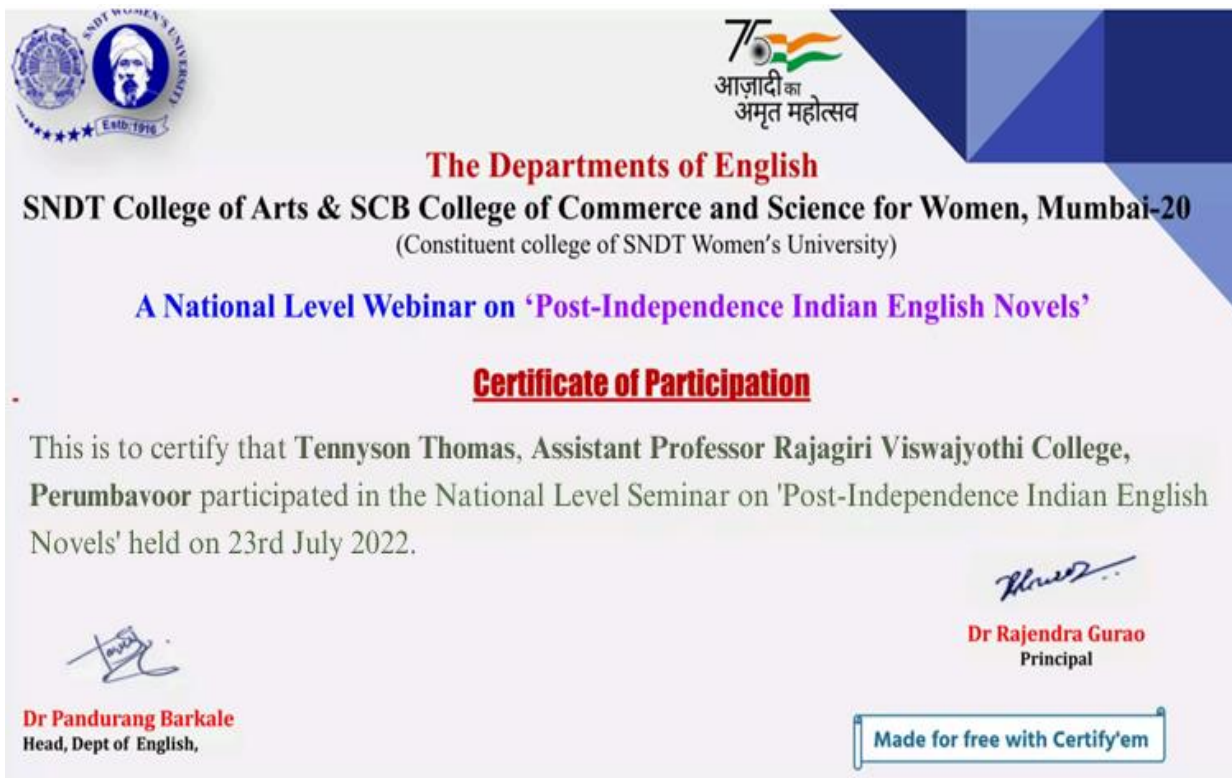 SNDT WOMEN'S UNIVERSITY
Estb.1916
75
आज़ादी का
अमृत महोत्सव
The Departments of English
SNDT College of Arts & SCB College of Commerce and Science for Women, Mumbai-20
(Constituent college of SNDT Women's University)
A National Level Webinar on ‘Post-Independence Indian English Novels’
Certificate of Participation
This is to certify that Tennyson Thomas, Assistant Professor Rajagiri Viswajyothi College,
Perumbavoor participated in the National Level Seminar on 'Post-Independence Indian English
Novels' held on 23rd July 2022.
Dr Rajendra Gurao
Principal
Dr Pandurang Barkale
Head, Dept of English,
Made for free with Certify'em